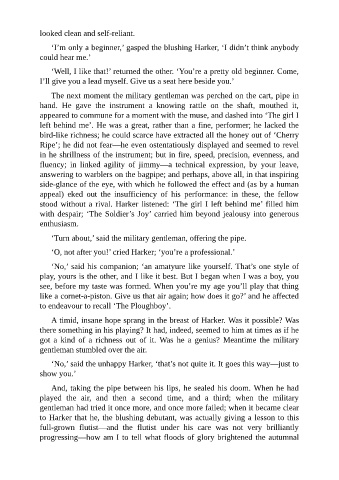 looked clean and self-reliant.
‘I’m only a beginner,’ gasped the blushing Harker, ‘I didn’t think anybody
could hear me.’
‘Well, I like that!’ returned the other. ‘You’re a pretty old beginner. Come,
I’ll give you a lead myself. Give us a seat here beside you.’
The next moment the military gentleman was perched on the cart, pipe in
hand. He gave the instrument a knowing rattle on the shaft, mouthed it,
appeared to commune for a moment with the muse, and dashed into ‘The girl I
left behind me’. He was a great, rather than a fine, performer; he lacked the
bird-like richness; he could scarce have extracted all the honey out of ‘Cherry
Ripe’; he did not fear—he even ostentatiously displayed and seemed to revel
in he shrillness of the instrument; but in fire, speed, precision, evenness, and
fluency; in linked agility of jimmy—a technical expression, by your leave,
answering to warblers on the bagpipe; and perhaps, above all, in that inspiring
side-glance of the eye, with which he followed the effect and (as by a human
appeal) eked out the insufficiency of his performance: in these, the fellow
stood without a rival. Harker listened: ‘The girl I left behind me’ filled him
with despair; ‘The Soldier’s Joy’ carried him beyond jealousy into generous
enthusiasm.
‘Turn about,’ said the military gentleman, offering the pipe.
‘O, not after you!’ cried Harker; ‘you’re a professional.’
‘No,’ said his companion; ‘an amatyure like yourself. That’s one style of
play, yours is the other, and I like it best. But I began when I was a boy, you
see, before my taste was formed. When you’re my age you’ll play that thing
like a cornet-a-piston. Give us that air again; how does it go?’ and he affected
to endeavour to recall ‘The Ploughboy’.
A timid, insane hope sprang in the breast of Harker. Was it possible? Was
there something in his playing? It had, indeed, seemed to him at times as if he
got a kind of a richness out of it. Was he a genius? Meantime the military
gentleman stumbled over the air.
‘No,’ said the unhappy Harker, ‘that’s not quite it. It goes this way—just to
show you.’
And, taking the pipe between his lips, he sealed his doom. When he had
played the air, and then a second time, and a third; when the military
gentleman had tried it once more, and once more failed; when it became clear
to Harker that he, the blushing debutant, was actually giving a lesson to this
full-grown flutist—and the flutist under his care was not very brilliantly
progressing—how am I to tell what floods of glory brightened the autumnal